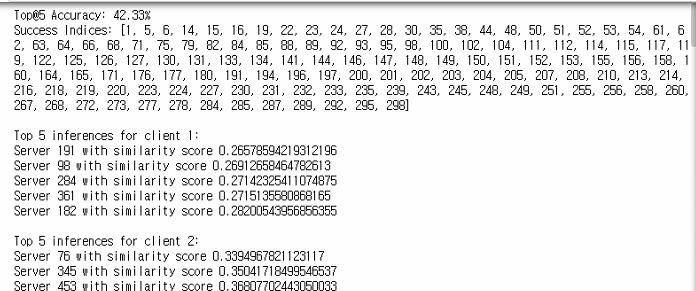 Top@5 Accuracy: 42.33%
Success Indices: [1, 5, 6, 14, 15, 16, 19, 22, 23, 24, 27, 28, 30, 35, 38, 44, 48, 50, 51, 52, 53, 54, 61, 6
2, 63, 64, 66, 68, 71, 75, 79, 82, 84, 85, 88, 89, 92, 93, 95, 98, 100, 102, 104, 111, 112, 114, 115, 117, 11
9, 122, 125, 126, 127, 130, 131, 133, 134, 141, 144, 146, 147, 148, 149, 150, 151, 152, 153, 155, 156, 158, 1
60, 164, 165, 171, 176, 177, 180, 191, 194, 196, 197, 200, 201, 202, 203, 204, 205, 207, 208, 210, 213, 214,
216, 218, 219, 220, 223, 224, 227, 230, 231, 232, 233, 235, 239, 243, 245, 248, 249, 251, 255, 256, 258, 260,
267, 268, 272, 273, 277, 278, 284, 285, 287, 289, 292, 295, 298]
Top 5 inferences for client 1:
Server 191 with similarity score 0.26578594219312196
Server 98 with similarity score 0.26912658464782613
Server 284 with similarity score 0.27142325411074875
Server 361 with similarity score 0.2715135580868165
Server 182 with similarity score 0.28200543956856355
Top 5 inferences for client 2:
Server 76 with similarity score 0.3394967821123117
Server 345 with similarity score 0.35041718499546537
Server 453 with similarity score 0.36807702443050033